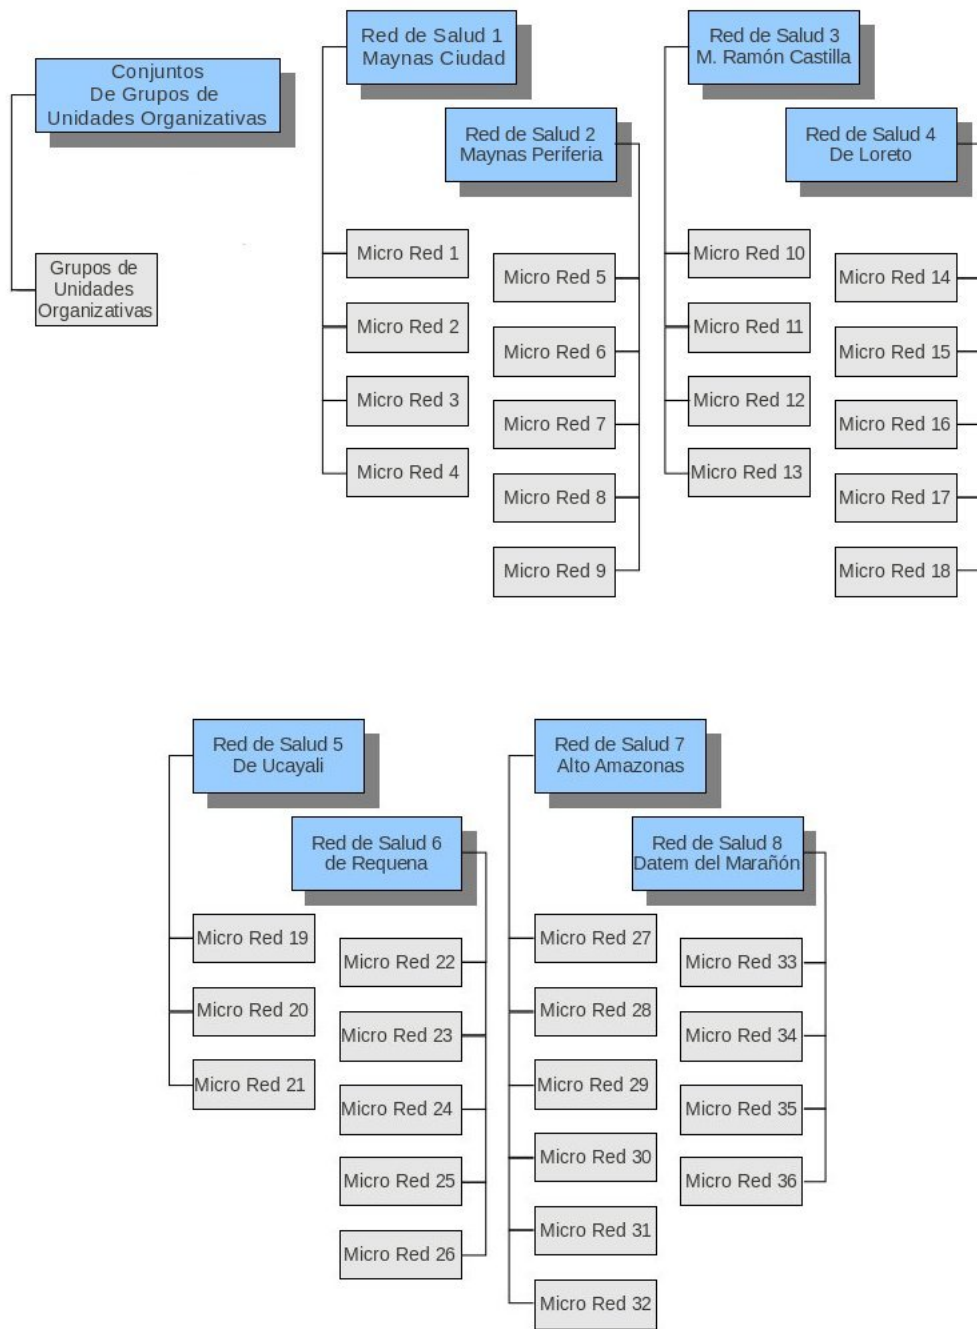 Conjuntos
De Grupos de
Unidades Organizativas
Grupos de
Unidades
Organizativas
Red de Salud 1
Maynas Ciudad
Micro Red 1
Micro Red 2
Micro Red 3
Micro Red 4
Red de Salud 2
Maynas Periferia
Micro Red 5
Micro Red 6
Micro Red 7
Micro Red 8
Micro Red 9
Red de Salud 3
M. Ramón Castilla
Micro Red 10
Micro Red 11
Micro Red 12
Micro Red 13
Red de Salud 4
De Loreto
Micro Red 14
Micro Red 15
Micro Red 16
Micro Red 17
Micro Red 18
Red de Salud 5
De Ucayali
Micro Red 19
Micro Red 20
Micro Red 21
Red de Salud 6
de Requena
Micro Red 22
Micro Red 23
Micro Red 24
Micro Red 25
Micro Red 26
Red de Salud 7
Alto Amazonas
Micro Red 27
Micro Red 28
Micro Red 29
Micro Red 30
Micro Red 31
Micro Red 32
Red de Salud 8
Datem del Marañón
Micro Red 33
Micro Red 34
Micro Red 35
Micro Red 36